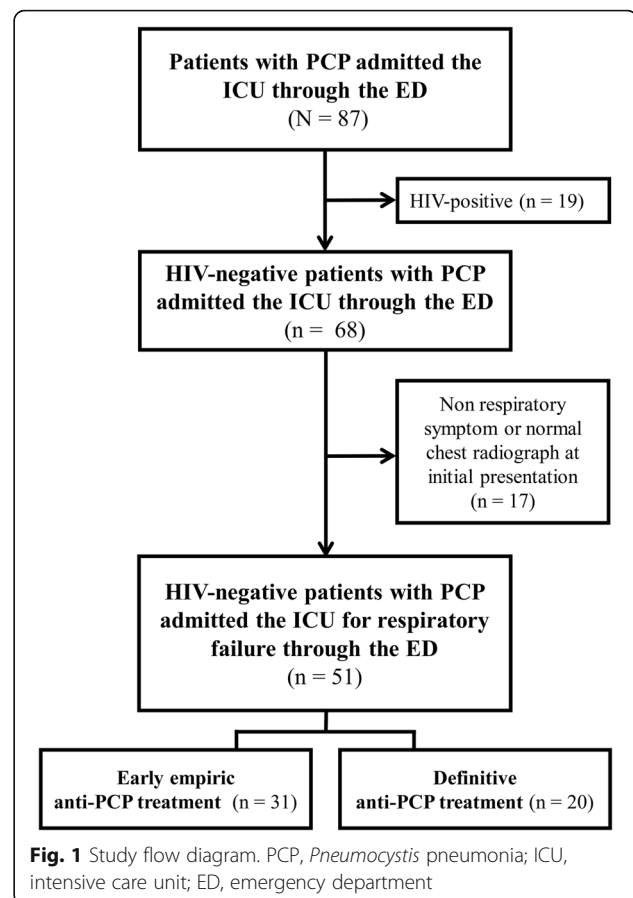 Patients with PCP admitted the
ICU through the ED
(N = 87)
HIV-positive (n = 19)
HIV-negative patients with PCP
admitted the ICU through the ED
(n = 68)
Non respiratory
symptom or normal
chest radiograph at
initial presentation
(n = 17)
HIV-negative patients with PCP
admitted the ICU for respiratory
failure through the ED
(n = 51)
Early empiric
anti-PCP treatment (n = 31)
Definitive
anti-PCP treatment (n = 20)
Fig. 1 Study flow diagram. PCP, Pneumocystis pneumonia; ICU,
intensive care unit; ED, emergency department